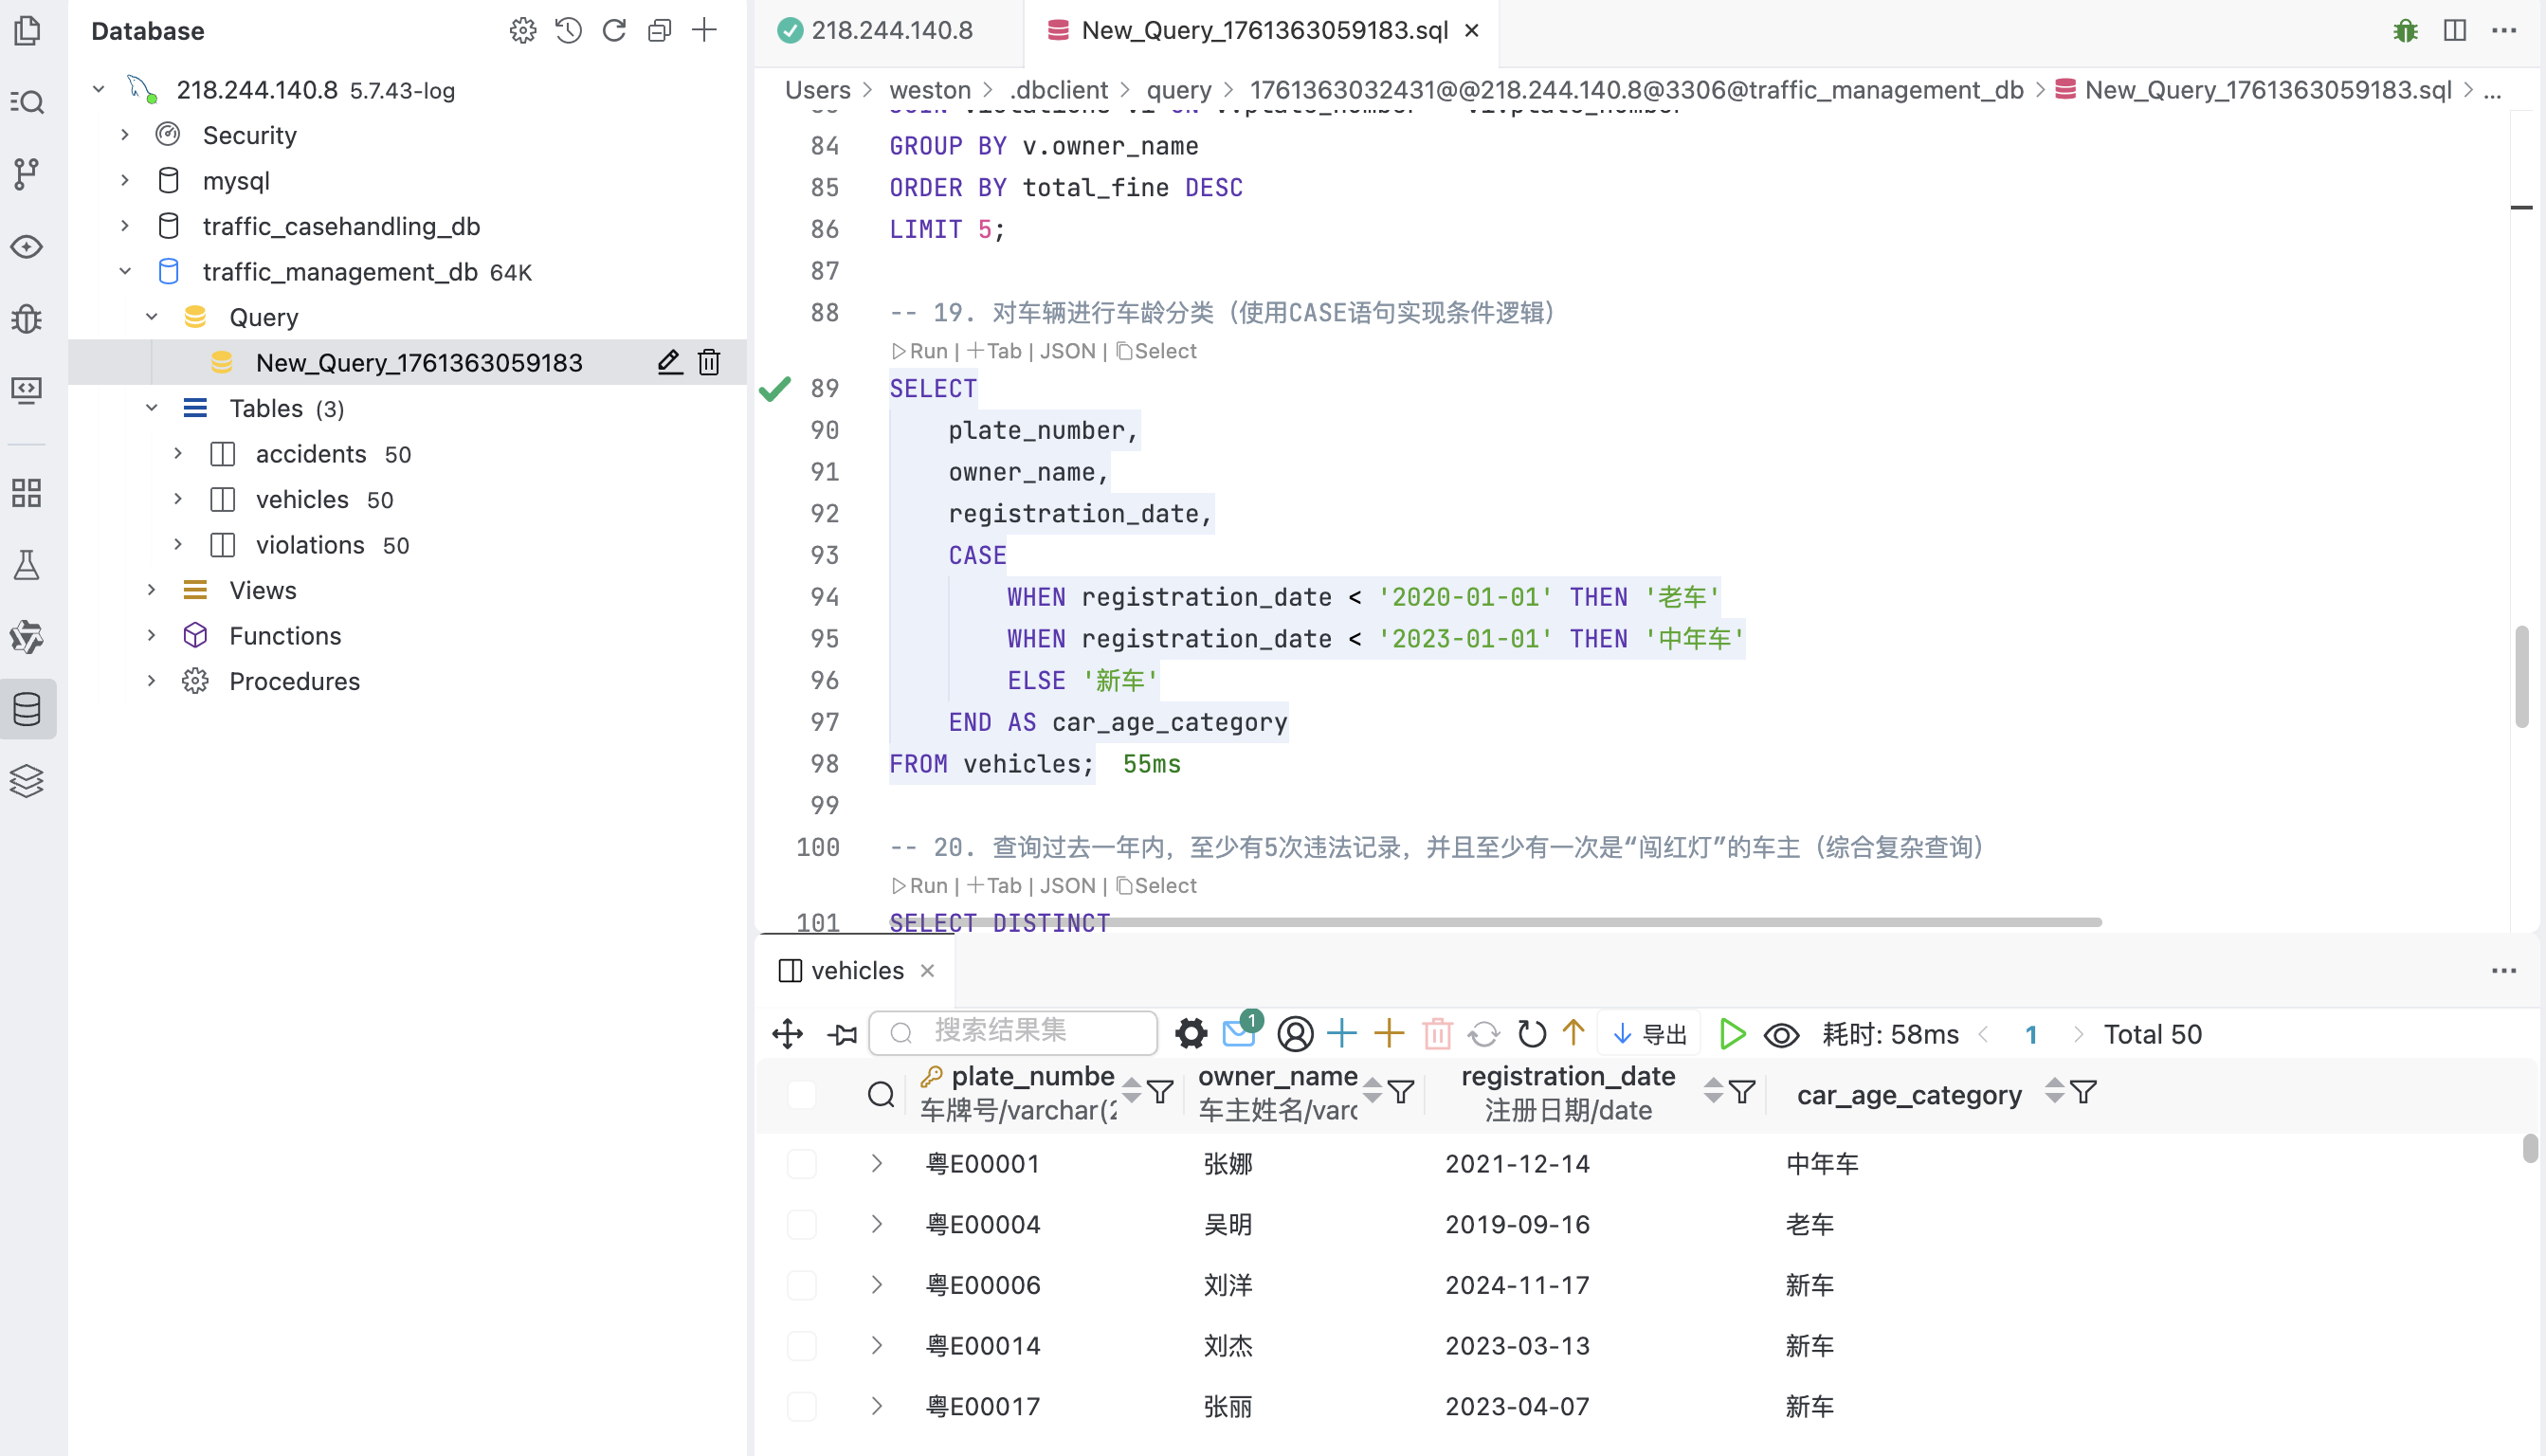 Database
218.244.140.8 5.7.43-log
Security
mysql
traffic_casehandling_db
traffic_management_db 64K
Query
New_Query_1761363059183
Tables (3)
accidents 50
vehicles 50
violations 50
Views
Functions
Procedures
218.244.140.8
New_Query_1761363059183.sql
Users > weston > .dbclient > query > 1761363032431@@218.244.140.8@3306@traffic_management_db > New_Query_1761363059183.sql > ...
84 GROUP BY v.owner_name
85 ORDER BY total_fine DESC
86 LIMIT 5;
87
88 -- 19. 对车辆进行车龄分类（使用CASE语句实现条件逻辑）
Run | Tab | JSON | Select
89 SELECT
90 plate_number,
91 owner_name,
92 registration_date,
93 CASE
94 WHEN registration_date < '2020-01-01' THEN '老车'
95 WHEN registration_date < '2023-01-01' THEN '中年车'
96 ELSE '新车'
97 END AS car_age_category
98 FROM vehicles; 55ms
99
100 -- 20. 查询过去一年内，至少有5次违法记录，并且至少有一次是“闯红灯”的车主（综合复杂查询）
Run | Tab | JSON | Select
101 SELECT DISTINCT
vehicles
搜索结果集 1 导出 耗时: 58ms 1 Total 50
plate_numbe owner_name registration_date car_age_category
车牌号/varchar(2 车主姓名/varc 注册日期/date
粤E00001 张娜 2021-12-14 中年车
粤E00004 吴明 2019-09-16 老车
粤E00006 刘洋 2024-11-17 新车
粤E00014 刘杰 2023-03-13 新车
粤E00017 张丽 2023-04-07 新车